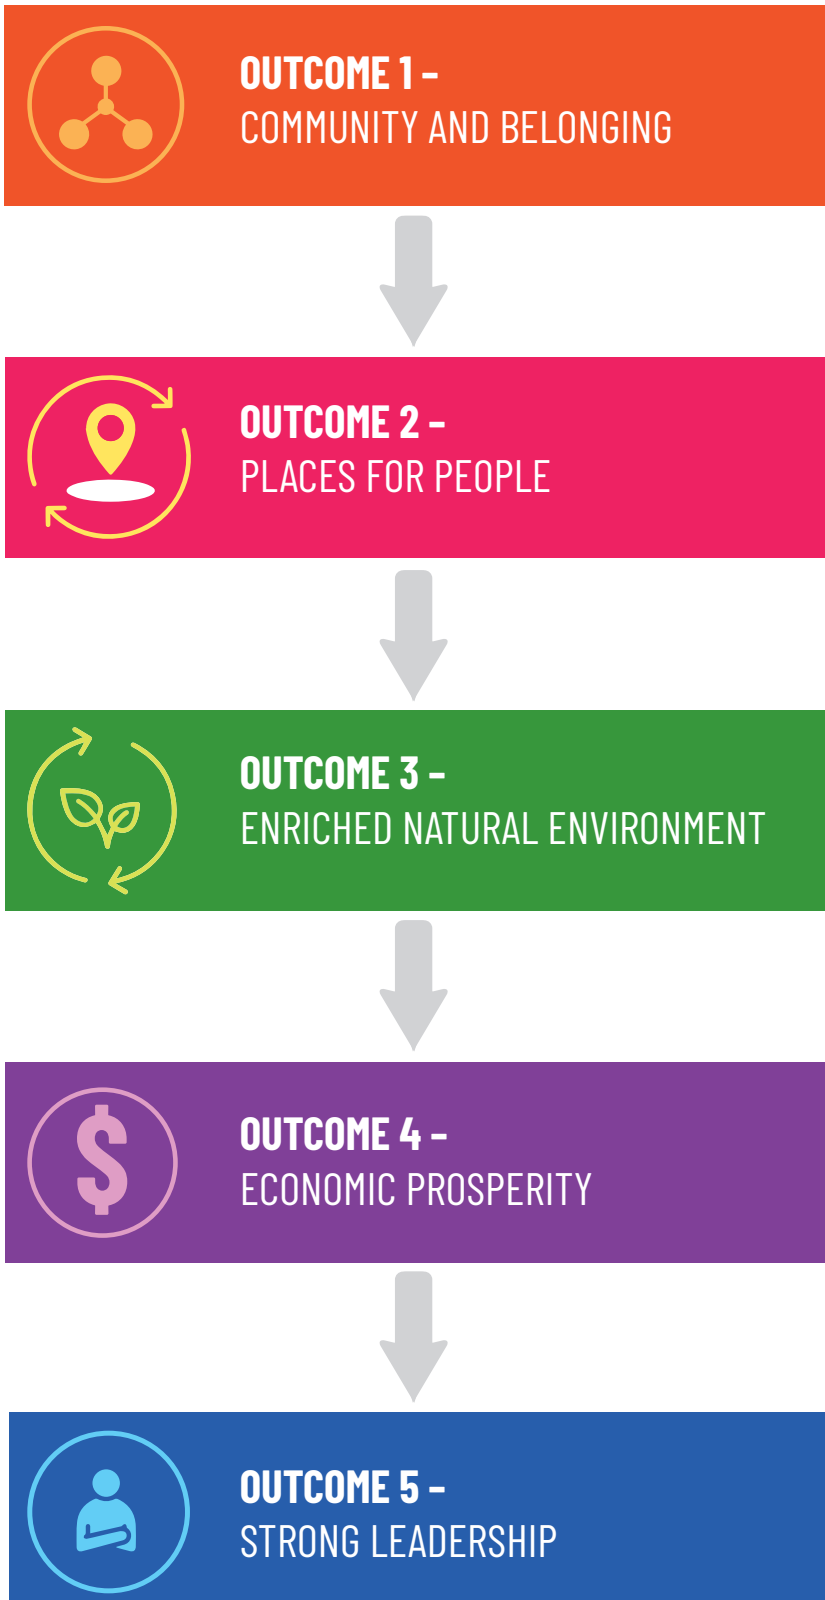 OUTCOME 1 –
COMMUNITY AND BELONGING
OUTCOME 2 –
PLACES FOR PEOPLE
OUTCOME 3 –
ENRICHED NATURAL ENVIRONMENT
$
OUTCOME 4 –
ECONOMIC PROSPERITY
OUTCOME 5 –
STRONG LEADERSHIP